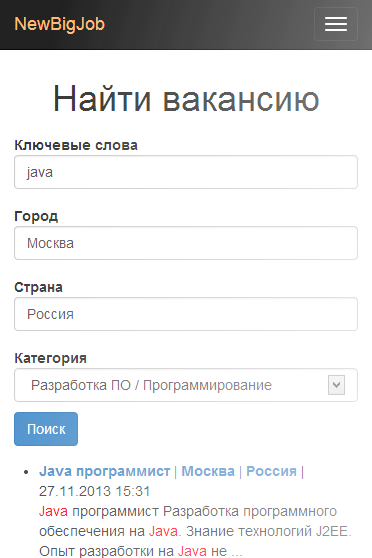 NewBigJob
Найти вакансию
Ключевые слова
java
Город
Москва
Страна
Россия
Категория
Разработка ПО / Программирование
Поиск
Java программист | Москва | Россия |
27.11.2013 15:31
Java программист Разработка программного
обеспечения на Java. Знание технологий J2EE.
Опыт разработки на Java не ...